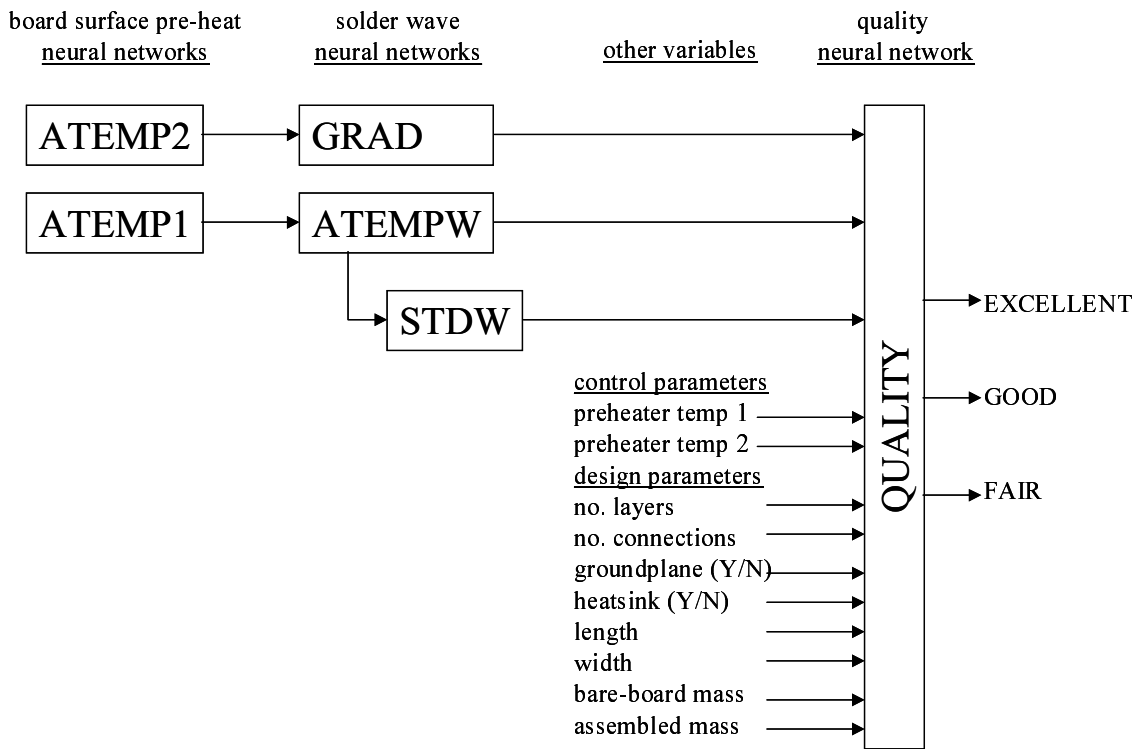 board surface pre-heat
neural networks
solder wave
neural networks
other variables
quality
neural network
ATEMP2
GRAD
ATEMP1
ATEMPW
STDW
control parameters
preheater temp 1
preheater temp 2
design parameters
no. layers
no. connections
groundplane (Y/N)
heatsink (Y/N)
length
width
bare-board mass
assembled mass
QUALITY
EXCELLENT
GOOD
FAIR